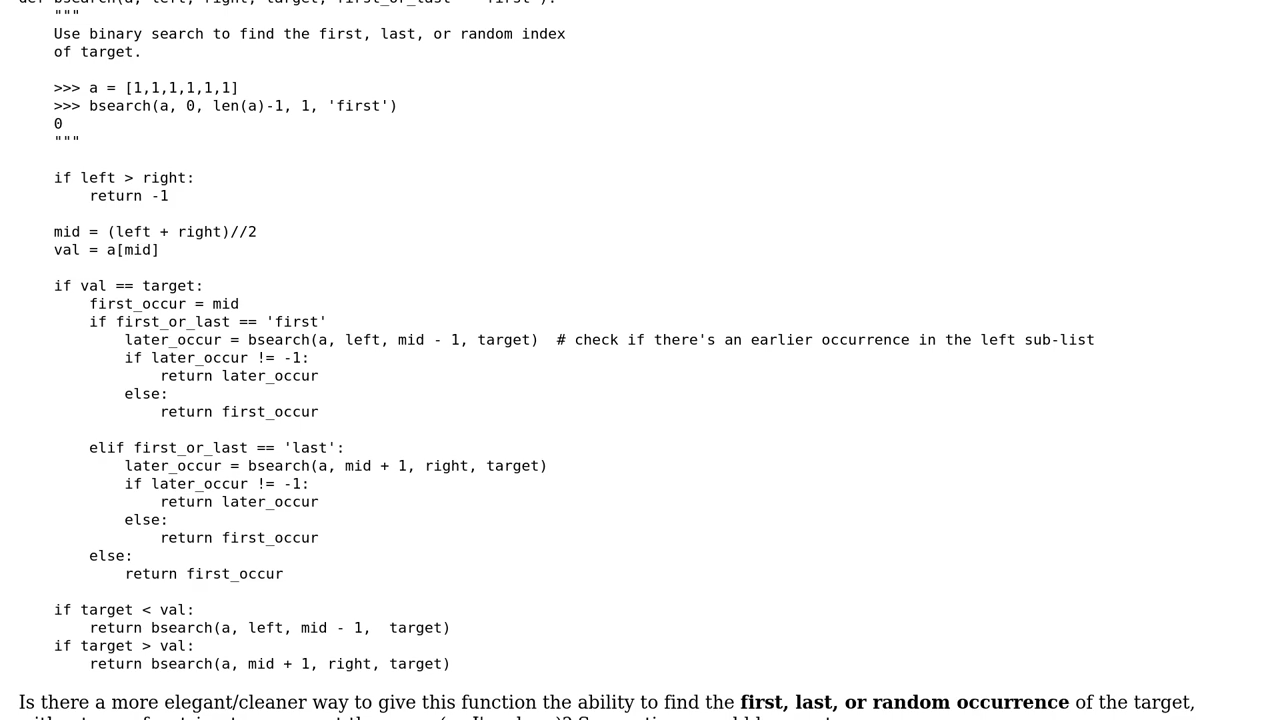 """
    Use binary search to find the first, last, or random index
    of target.

    >>> a = [1,1,1,1,1,1]
    >>> bsearch(a, 0, len(a)-1, 1, 'first')
    0
    """

    if left > right:
        return -1

    mid = (left + right)//2
    val = a[mid]

    if val == target:
        first_occur = mid
        if first_or_last == 'first'
            later_occur = bsearch(a, left, mid - 1, target)  # check if there's an earlier occurrence in the left sub-list
            if later_occur != -1:
                return later_occur
            else:
                return first_occur

        elif first_or_last == 'last':
            later_occur = bsearch(a, mid + 1, right, target)
            if later_occur != -1:
                return later_occur
            else:
                return first_occur
        else:
            return first_occur

    if target < val:
        return bsearch(a, left, mid - 1,  target)
    if target > val:
        return bsearch(a, mid + 1, right, target)

Is there a more elegant/cleaner way to give this function the ability to find the first, last, or random occurrence of the target,